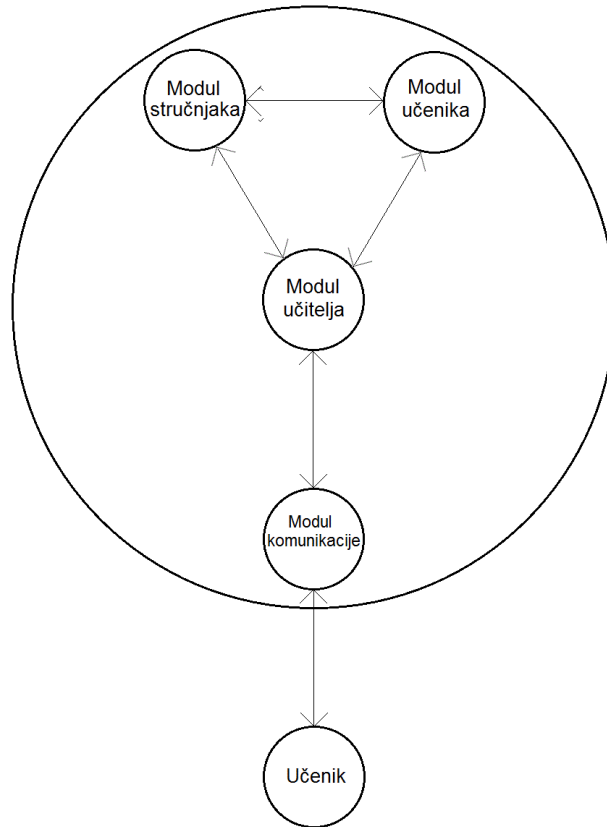 Modul
stručnjaka
Modul
učenika
Modul
učitelja
Modul
komunikacije
Učenik